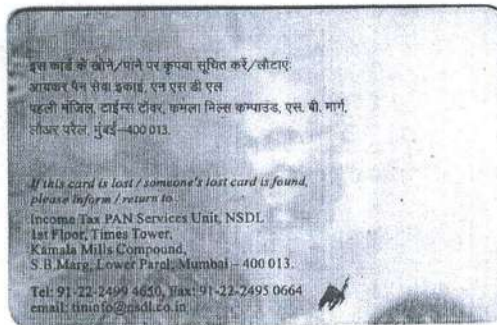 इस कार्ड के खोने/पाने पर कृपया सूचित करें/लौटाएं:
आयकर पैन सेवा इकाई, एन एस डी एल
पहली मंजिल, टाईम्स टॉवर, कमला मिल्स कम्पाउंड, एस. बी. मार्ग,
लोअर परेल, मुंबई-400 013.
If this card is lost / someone's lost card is found,
please inform / return to :
Income Tax PAN Services Unit, NSDL
1st Floor, Times Tower,
Kamala Mills Compound,
S.B.Marg, Lower Parel, Mumbai – 400 013.
Tel: 91-22-2499 4650, Fax: 91-22-2495 0664
email: tininfo@nsdl.co.in